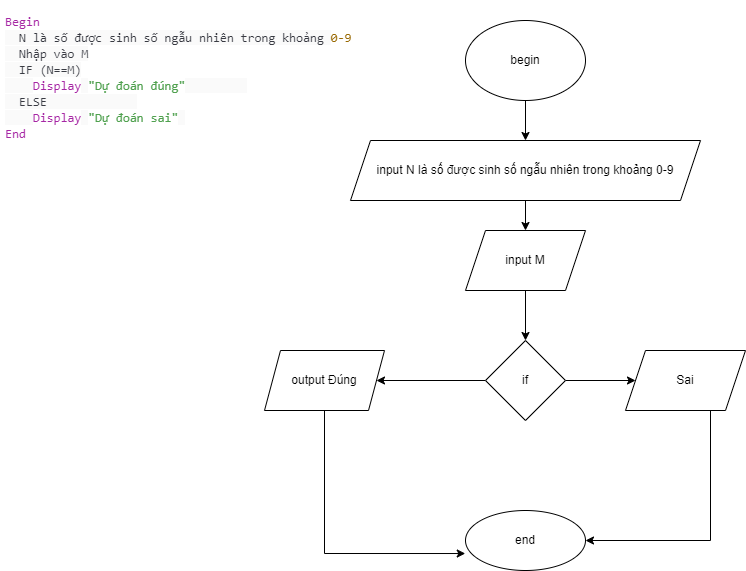 Begin
N là số được sinh số ngẫu nhiên trong khoảng 0-9
Nhập vào M
IF (N==M)
Display "Dự đoán đúng"
ELSE
Display "Dự đoán sai"
End
begin
input N là số được sinh số ngẫu nhiên trong khoảng 0-9
input M
output Đúng
if
Sai
end